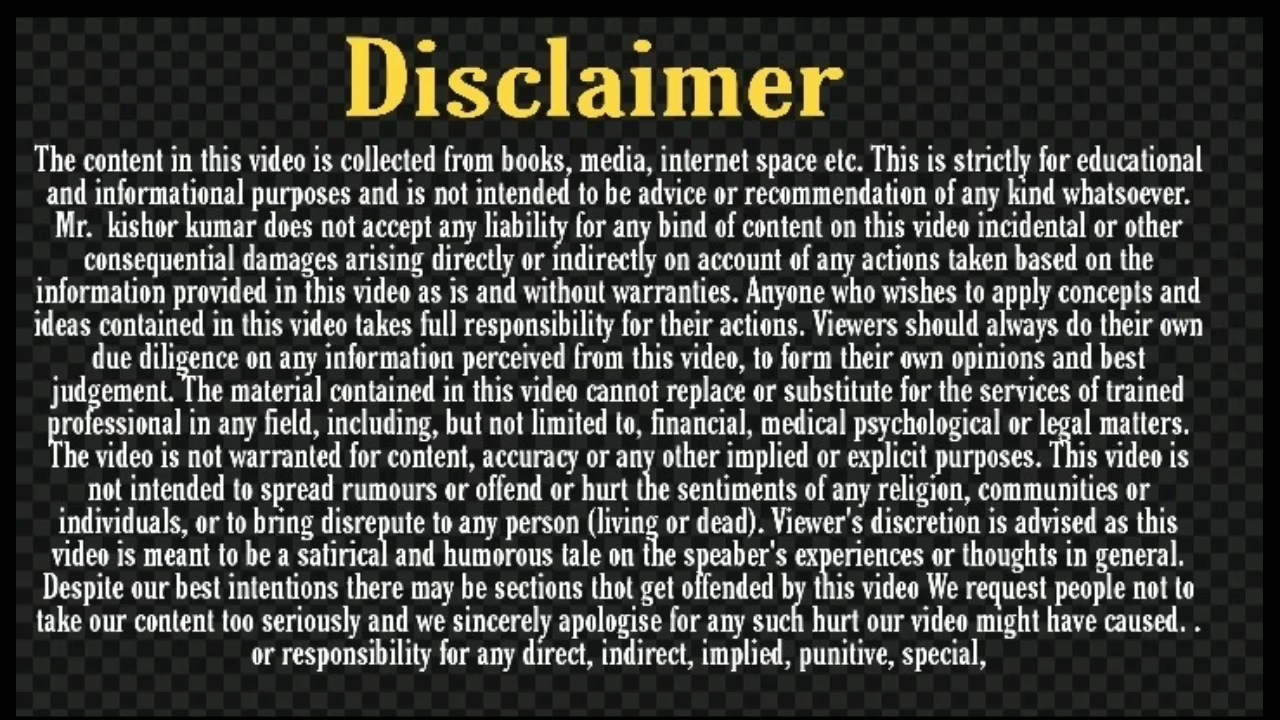 Disclaimer
The content in this video is collected from books, media, internet space etc. This is strictly for educational
and informational purposes and is not intended to be advice or recommendation of any kind whatsoever.
Mr. kishor kumar does not accept any liability for any bind of content on this video incidental or other
consequential damages arising directly or indirectly on account of any actions taken based on the
information provided in this video as is and without warranties. Anyone who wishes to apply concepts and
ideas contained in this video takes full responsibility for their actions. Viewers should always do their own
due diligence on any information perceived from this video, to form their own opinions and best
judgement. The material contained in this video cannot replace or substitute for the services of trained
professional in any field, including, but not limited to, financial, medical psychological or legal matters.
The video is not warranted for content, accuracy or any other implied or explicit purposes. This video is
not intended to spread rumours or offend or hurt the sentiments of any religion, communities or
individuals, or to bring disrepute to any person (living or dead). Viewer's discretion is advised as this
video is meant to be a satirical and humorous tale on the speaber's experiences or thoughts in general.
Despite our best intentions there may be sections thot get offended by this video We request people not to
take our content too seriously and we sincerely apologise for any such hurt our video might have caused. .
or responsibility for any direct, indirect, implied, punitive, special,